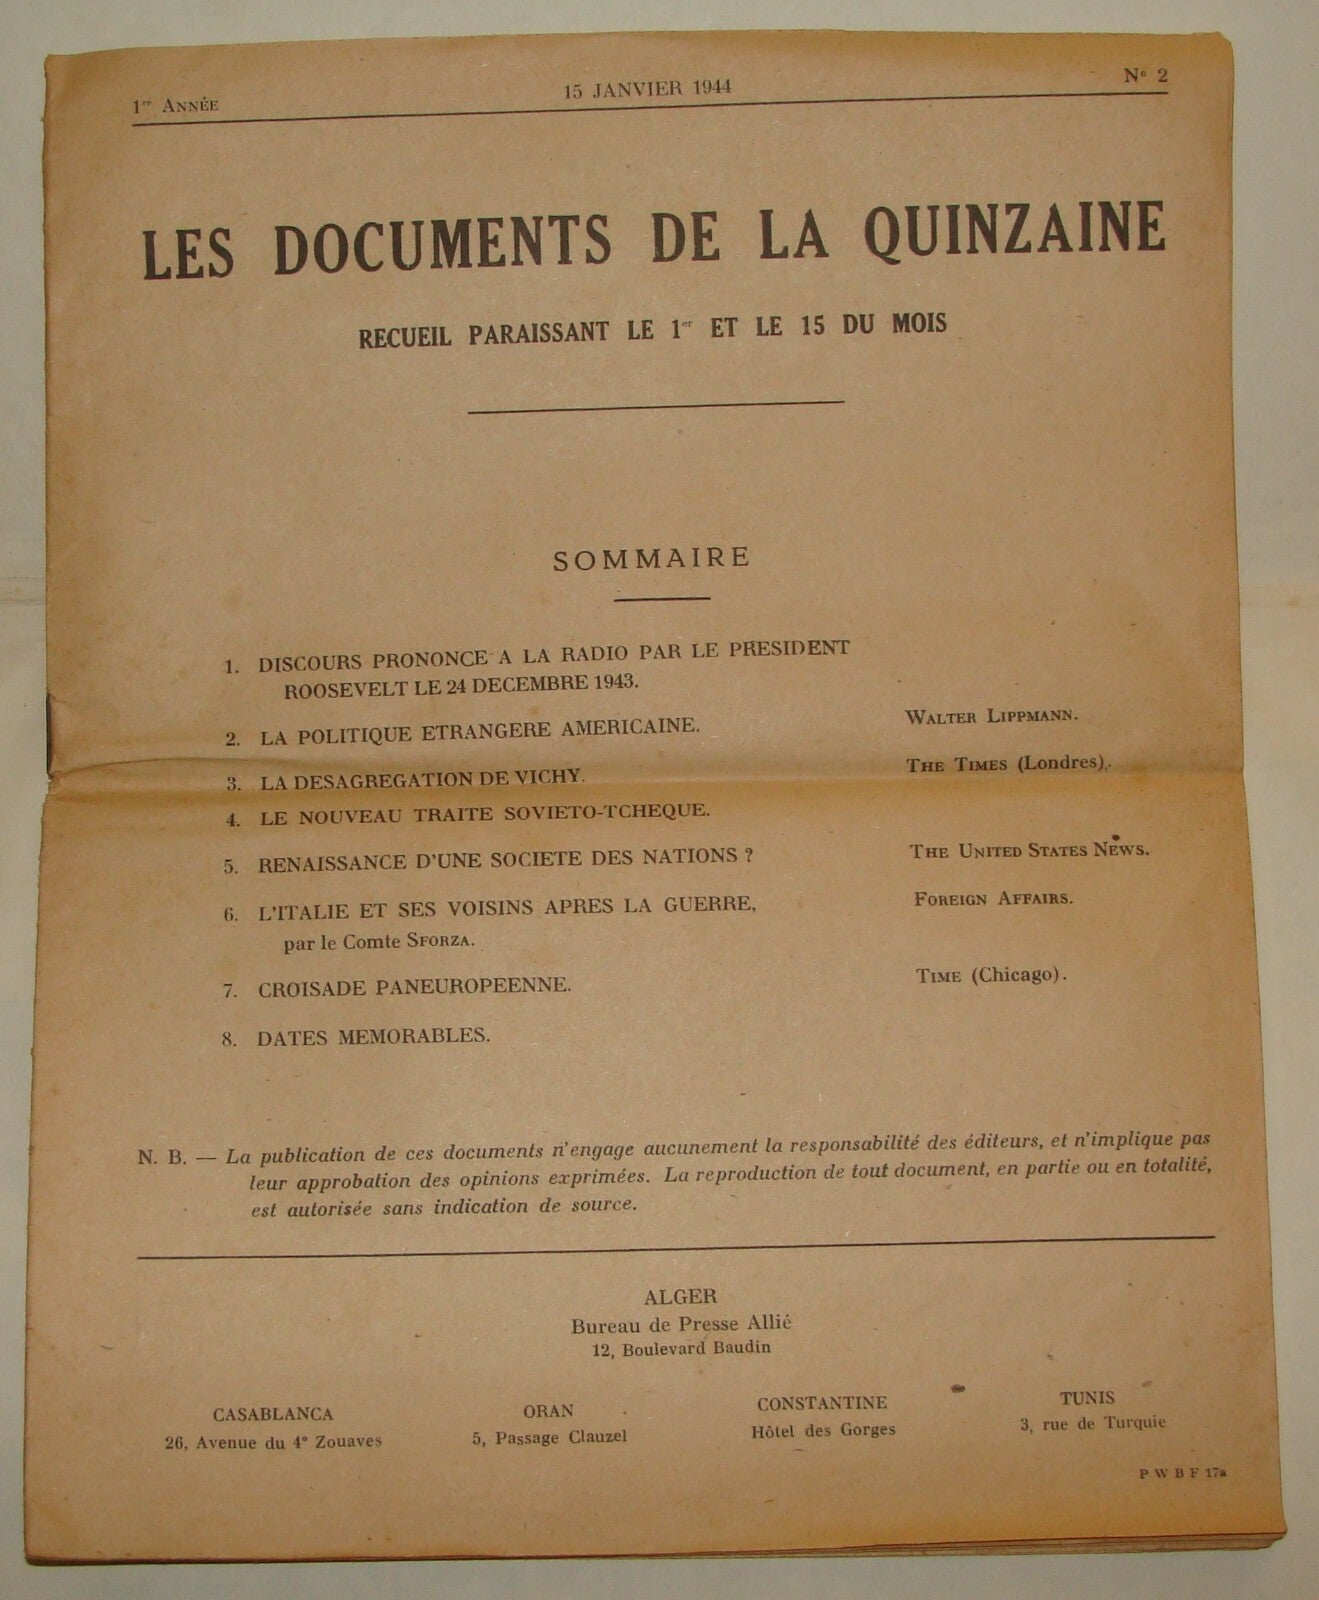 1re ANNÉE
15 JANVIER 1944
N° 2
LES DOCUMENTS DE LA QUINZAINE
RECUEIL PARAISSANT LE 1er ET LE 15 DU MOIS
SOMMAIRE
1. DISCOURS PRONONCE A LA RADIO PAR LE PRESIDENT
ROOSEVELT LE 24 DECEMBRE 1943.
2. LA POLITIQUE ETRANGERE AMERICAINE. WALTER LIPPMANN.
3. LA DESAGREGATION DE VICHY. THE TIMES (Londres).
4. LE NOUVEAU TRAITE SOVIETO-TCHEQUE.
5. RENAISSANCE D'UNE SOCIETE DES NATIONS ? THE UNITED STATES NEWS.
6. L'ITALIE ET SES VOISINS APRES LA GUERRE, FOREIGN AFFAIRS.
par le Comte SFORZA.
7. CROISADE PANEUROPEENNE. TIME (Chicago).
8. DATES MEMORABLES.
N. B. — La publication de ces documents n'engage aucunement la responsabilité des éditeurs, et n'implique pas
leur approbation des opinions exprimées. La reproduction de tout document, en partie ou en totalité,
est autorisée sans indication de source.
ALGER
Bureau de Presse Allié
12, Boulevard Baudin
CASABLANCA
26, Avenue du 4e Zouaves
ORAN
5, Passage Clauzel
CONSTANTINE
Hôtel des Gorges
TUNIS
3, rue de Turquie
P W B F 17a